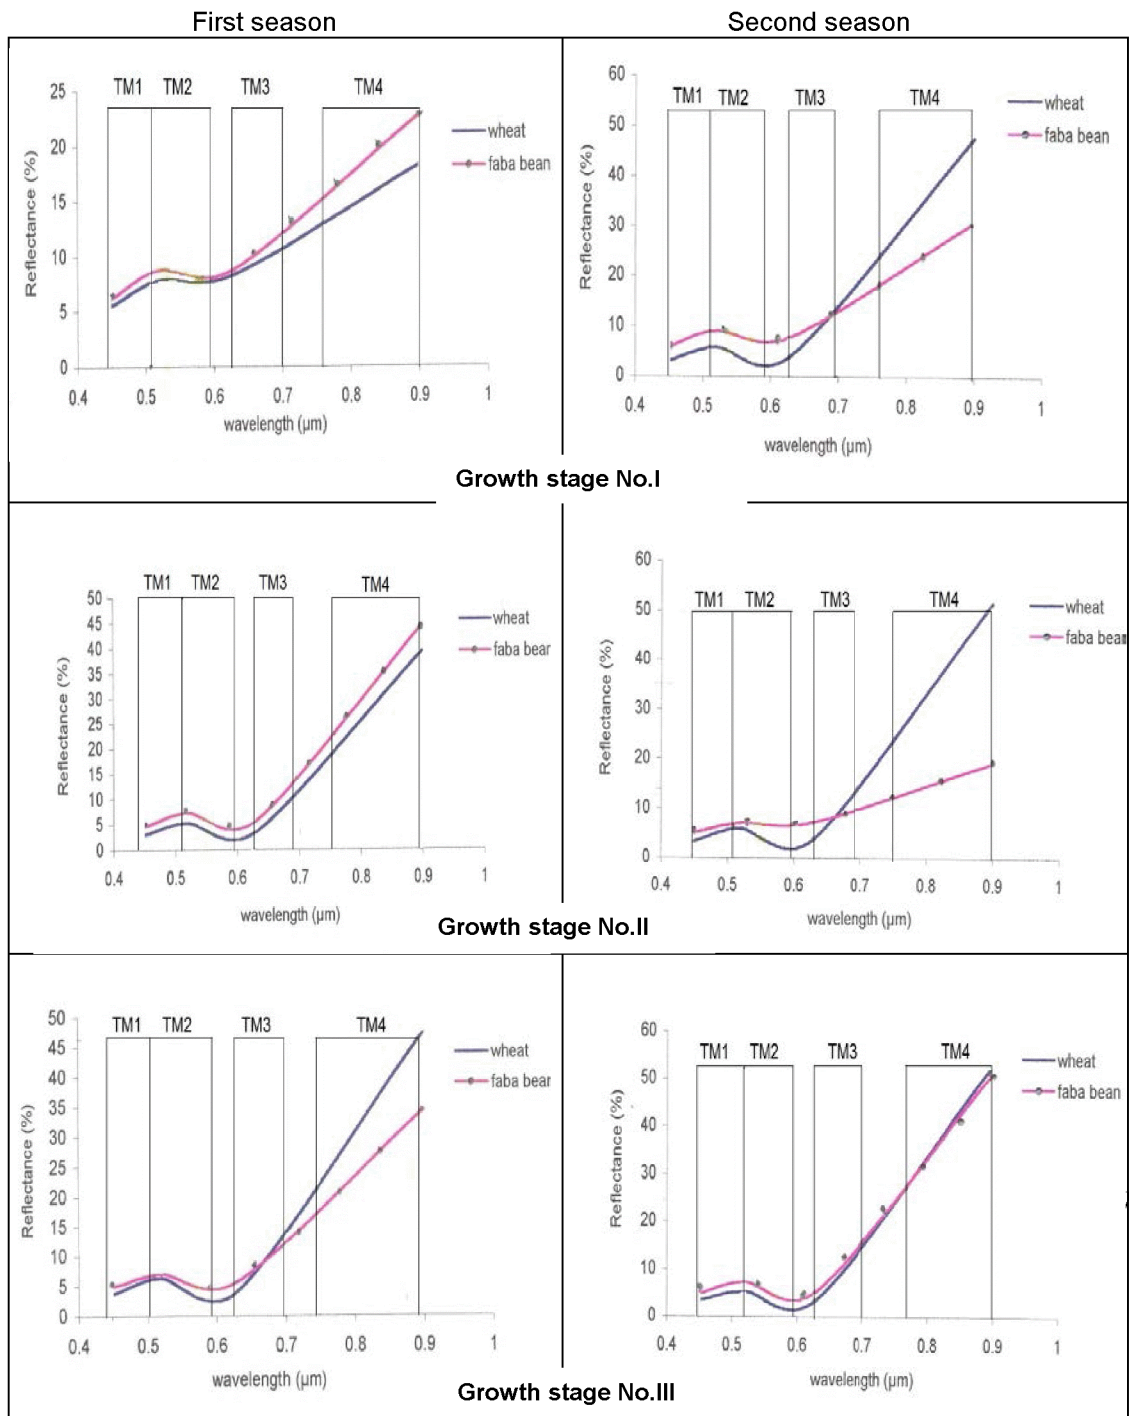 First season
Second season
25
20
15
10
5
0
Reflectance (%)
TM1 TM2 TM3 TM4
wheat
faba bean
0.4 0.5 0.6 0.7 0.8 0.9 1
wavelength (µm)
60
50
40
30
20
10
0
Reflectance (%)
TM1 TM2 TM3 TM4
wheat
faba bean
0.4 0.5 0.6 0.7 0.8 0.9 1
wavelength (µm)
Growth stage No.I
50
45
40
35
30
25
20
15
10
5
0
Reflectance (%)
TM1 TM2 TM3 TM4
wheat
faba bear
0.4 0.5 0.6 0.7 0.8 0.9 1
wavelength (µm)
60
50
40
30
20
10
0
Reflectance (%)
TM1 TM2 TM3 TM4
wheat
faba bean
0.4 0.5 0.6 0.7 0.8 0.9 1
wavelength (µm)
Growth stage No.II
50
45
40
35
30
25
20
15
10
5
0
Reflectance (%)
TM1 TM2 TM3 TM4
wheat
faba bear
0.4 0.5 0.6 0.7 0.8 0.9 1
wavelength (µm)
60
50
40
30
20
10
0
Reflectance (%)
TM1 TM2 TM3 TM4
wheat
faba bean
0.4 0.5 0.6 0.7 0.8 0.9 1
wavelength (µm)
Growth stage No.III